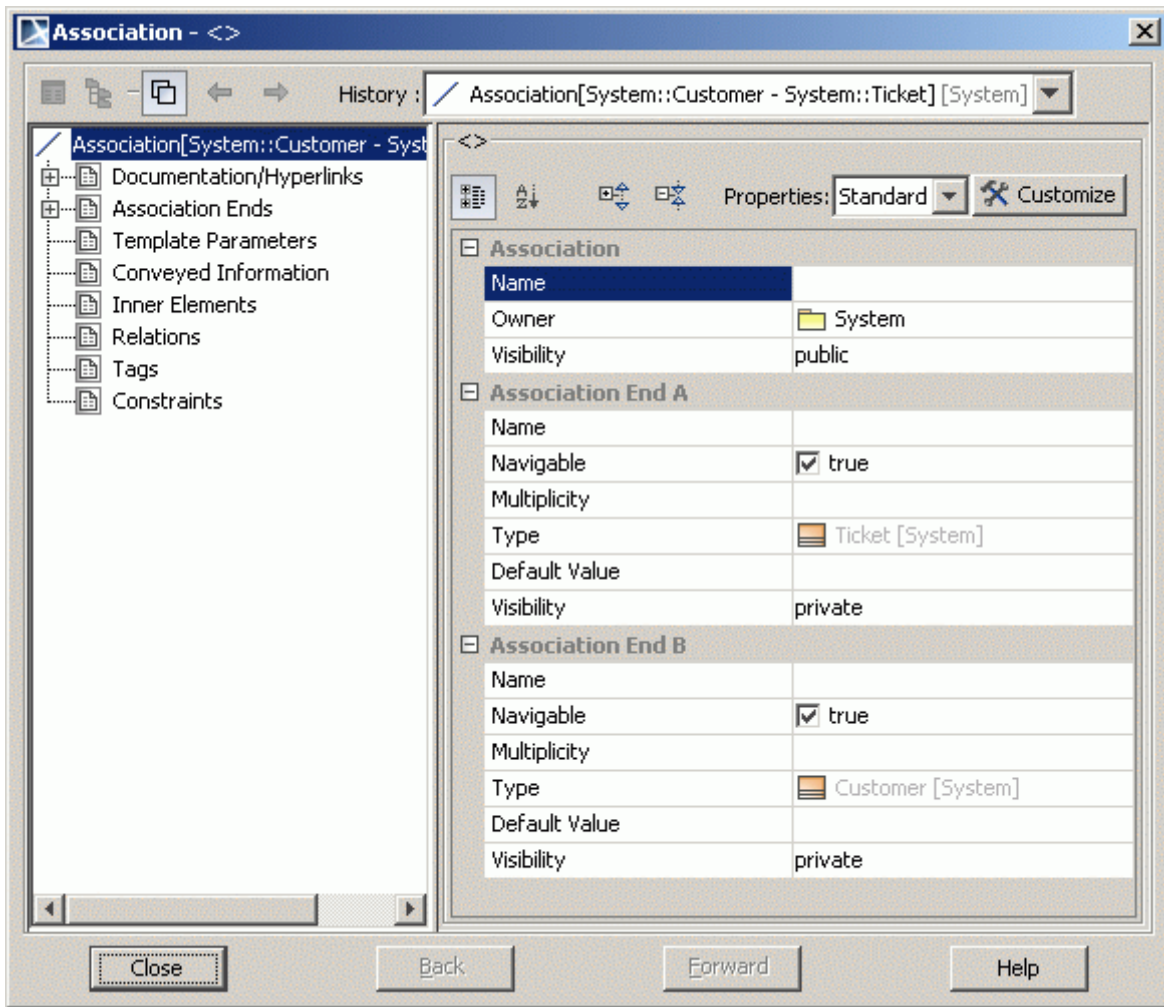 Association - <>
History : Association[System::Customer - System::Ticket] [System]
Association[System::Customer - Syst
Documentation/Hyperlinks
Association Ends
Template Parameters
Conveyed Information
Inner Elements
Relations
Tags
Constraints
<>
Properties: Standard Customize
Association
Name
Owner System
Visibility public
Association End A
Name
Navigable true
Multiplicity
Type Ticket [System]
Default Value
Visibility private
Association End B
Name
Navigable true
Multiplicity
Type Customer [System]
Default Value
Visibility private
Close Back Forward Help